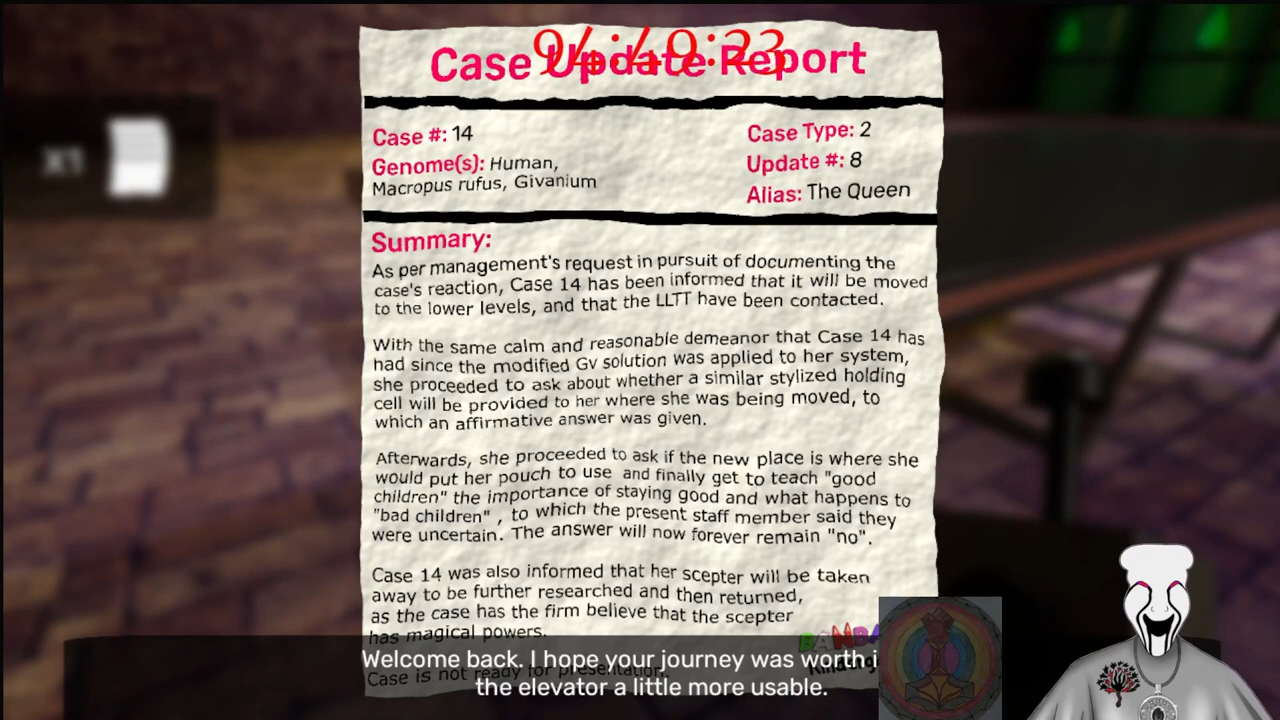 94:49:23
Case Update Report
Case #: 14
Case Type: 2
Genome(s): Human,
Macropus rufus, Givanium
Update #: 8
Alias: The Queen
Summary:
As per management's request in pursuit of documenting the
case's reaction, Case 14 has been informed that it will be moved
to the lower levels, and that the LLTT have been contacted.
With the same calm and reasonable demeanor that Case 14 has
had since the modified Gv solution was applied to her system,
she proceeded to ask about whether a similar stylized holding
cell will be provided to her where she was being moved, to
which an affirmative answer was given.
Afterwards, she proceeded to ask if the new place is where she
would put her pouch to use and finally get to teach "good
children" the importance of staying good and what happens to
"bad children" , to which the present staff member said they
were uncertain. The answer will now forever remain "no".
Case 14 was also informed that her scepter will be taken
away to be further researched and then returned,
as the case has the firm believe that the scepter
has magical powers.
Case is not ready for presentation.
Welcome back. I hope your journey was worth i
the elevator a little more usable.
X1